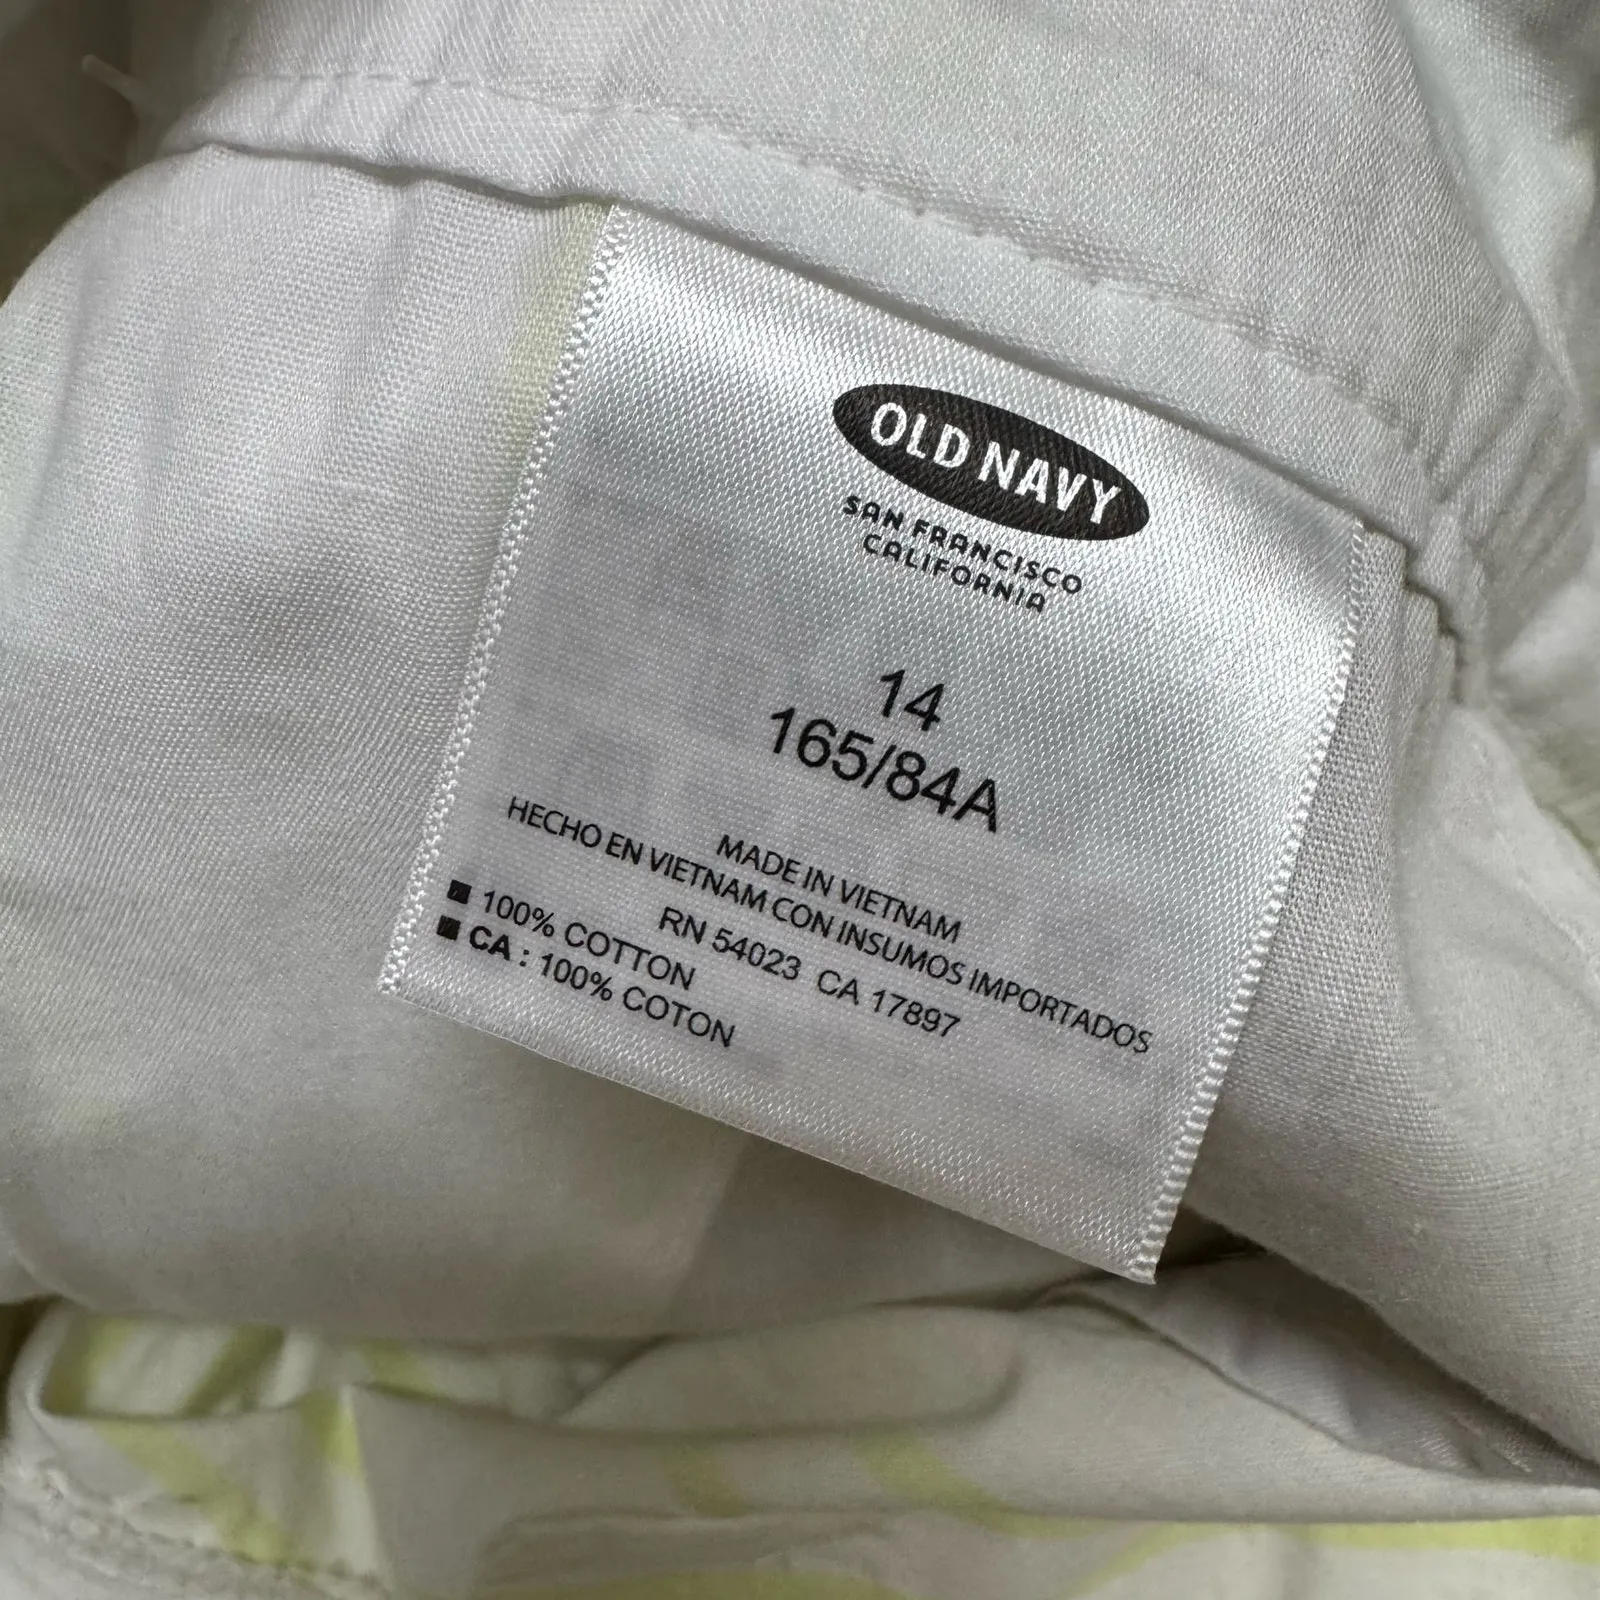 OLD NAVY
SAN FRANCISCO
CALIFORNIA
14
165/84A
MADE IN VIETNAM
HECHO EN VIETNAM CON INSUMOS IMPORTADOS
RN 54023 CA 17897
■ 100% COTTON
■ CA : 100% COTON